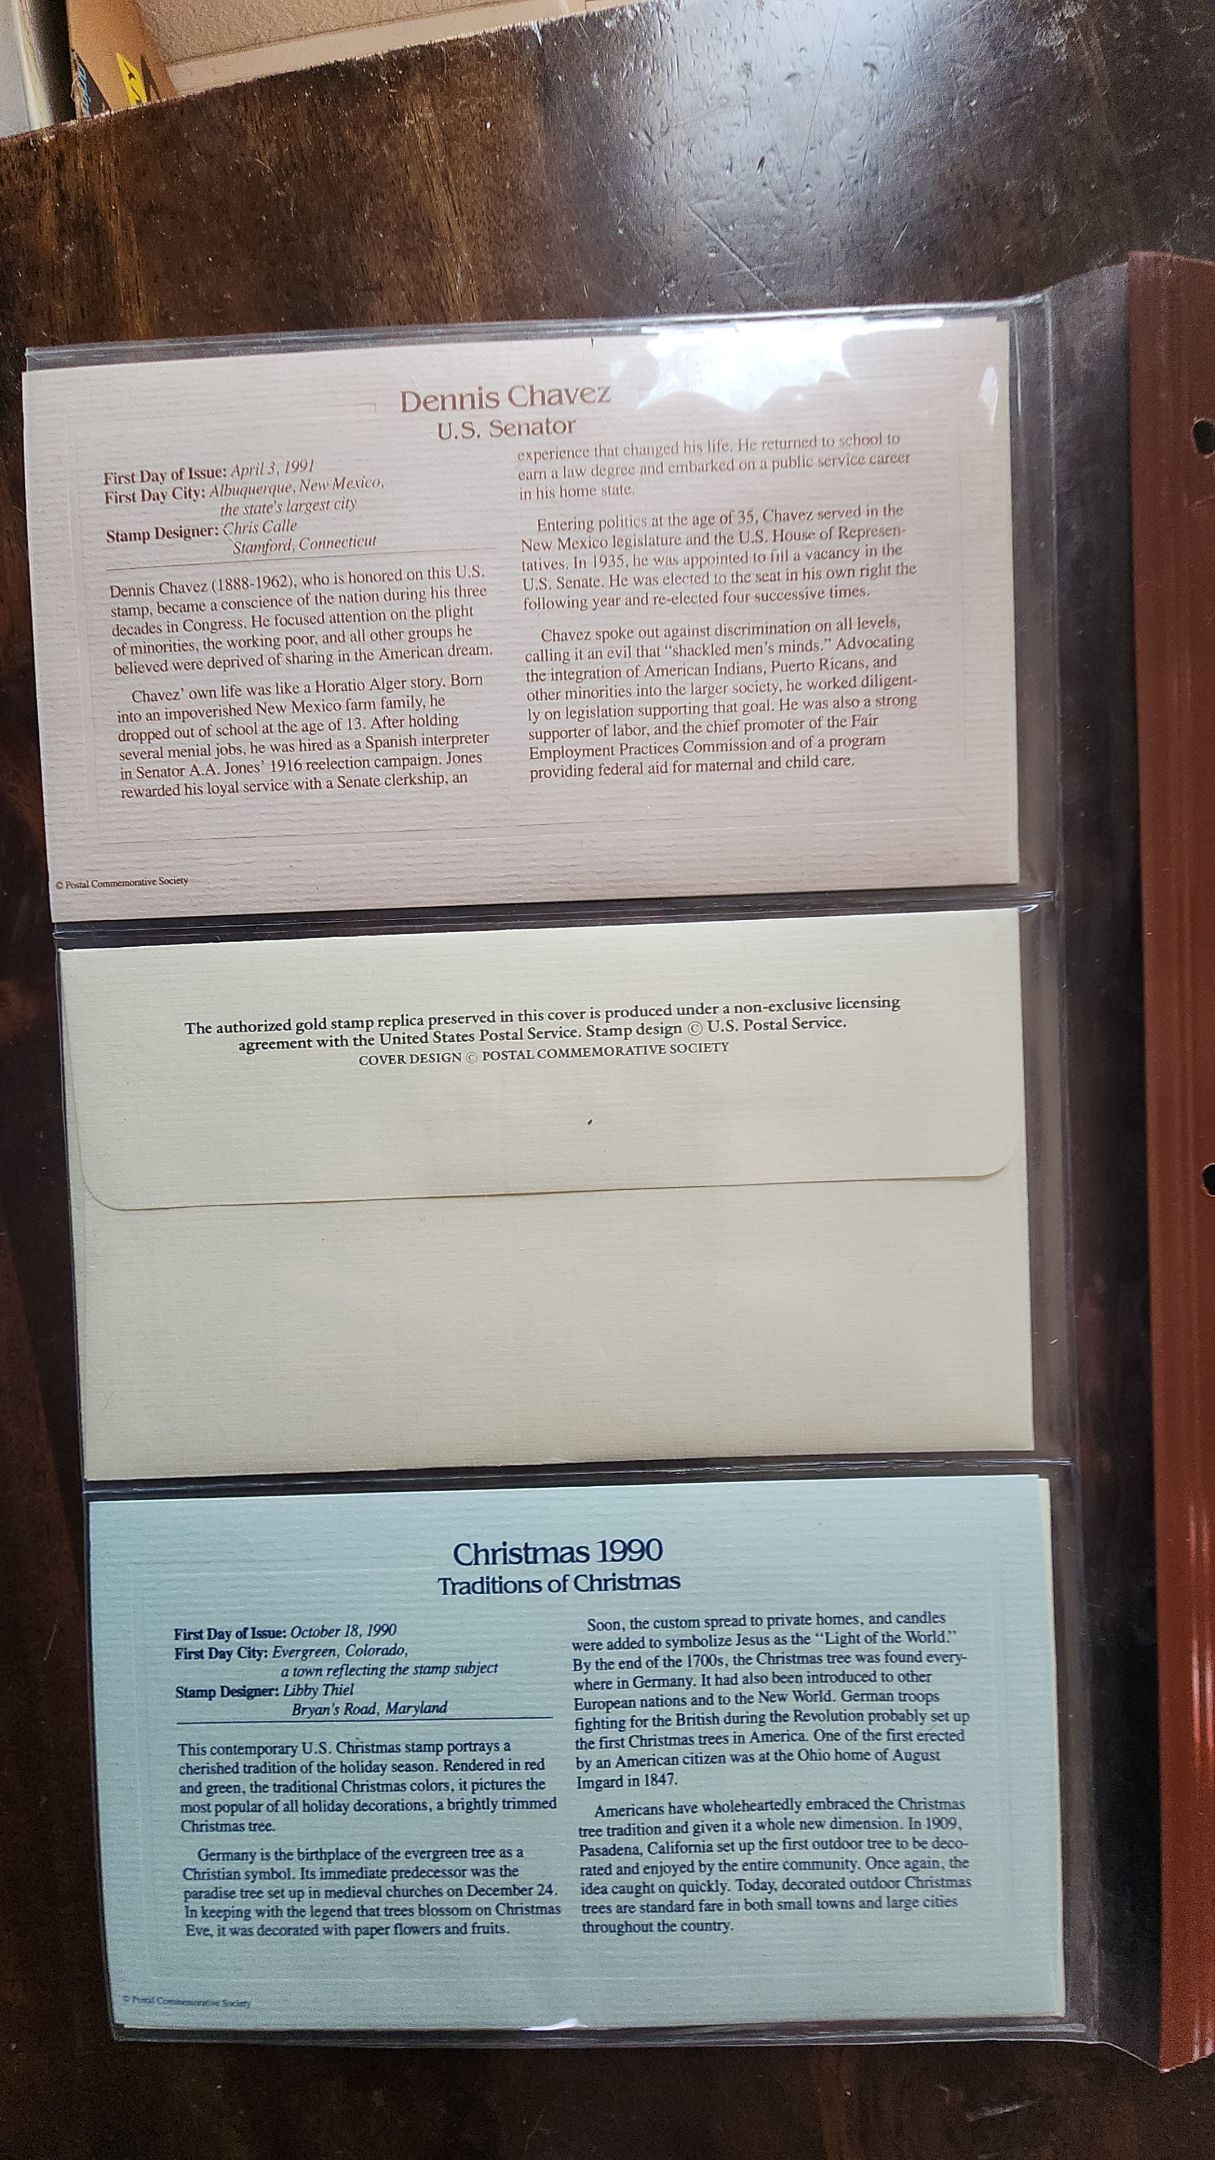 Dennis Chavez
U.S. Senator
First Day of Issue: April 3, 1991
First Day City: Albuquerque, New Mexico,
the state's largest city
Stamp Designer: Chris Calle
Stamford, Connecticut
Dennis Chavez (1888-1962), who is honored on this U.S.
stamp, became a conscience of the nation during his three
decades in Congress. He focused attention on the plight
of minorities, the working poor, and all other groups he
believed were deprived of sharing in the American dream.
Chavez' own life was like a Horatio Alger story. Born
into an impoverished New Mexico farm family, he
dropped out of school at the age of 13. After holding
several menial jobs, he was hired as a Spanish interpreter
in Senator A.A. Jones' 1916 reelection campaign. Jones
rewarded his loyal service with a Senate clerkship, an
experience that changed his life. He returned to school to
earn a law degree and embarked on a public service career
in his home state.
Entering politics at the age of 35, Chavez served in the
New Mexico legislature and the U.S. House of Represen-
tatives. In 1935, he was appointed to fill a vacancy in the
U.S. Senate. He was elected to the seat in his own right the
following year and re-elected four successive times.
Chavez spoke out against discrimination on all levels,
calling it an evil that "shackled men's minds." Advocating
the integration of American Indians, Puerto Ricans, and
other minorities into the larger society, he worked diligent-
ly on legislation supporting that goal. He was also a strong
supporter of labor, and the chief promoter of the Fair
Employment Practices Commission and of a program
providing federal aid for maternal and child care.
© Postal Commemorative Society
The authorized gold stamp replica preserved in this cover is produced under a non-exclusive licensing
agreement with the United States Postal Service. Stamp design © U.S. Postal Service.
COVER DESIGN © POSTAL COMMEMORATIVE SOCIETY
Christmas 1990
Traditions of Christmas
First Day of Issue: October 18, 1990
First Day City: Evergreen, Colorado,
a town reflecting the stamp subject
Stamp Designer: Libby Thiel
Bryan's Road, Maryland
This contemporary U.S. Christmas stamp portrays a
cherished tradition of the holiday season. Rendered in red
and green, the traditional Christmas colors, it pictures the
most popular of all holiday decorations, a brightly trimmed
Christmas tree.
Germany is the birthplace of the evergreen tree as a
Christian symbol. Its immediate predecessor was the
paradise tree set up in medieval churches on December 24.
In keeping with the legend that trees blossom on Christmas
Eve, it was decorated with paper flowers and fruits.
Soon, the custom spread to private homes, and candles
were added to symbolize Jesus as the "Light of the World."
By the end of the 1700s, the Christmas tree was found every-
where in Germany. It had also been introduced to other
European nations and to the New World. German troops
fighting for the British during the Revolution probably set up
the first Christmas trees in America. One of the first erected
by an American citizen was at the Ohio home of August
Imgard in 1847.
Americans have wholeheartedly embraced the Christmas
tree tradition and given it a whole new dimension. In 1909,
Pasadena, California set up the first outdoor tree to be deco-
rated and enjoyed by the entire community. Once again, the
idea caught on quickly. Today, decorated outdoor Christmas
trees are standard fare in both small towns and large cities
throughout the country.
© Postal Commemorative Society